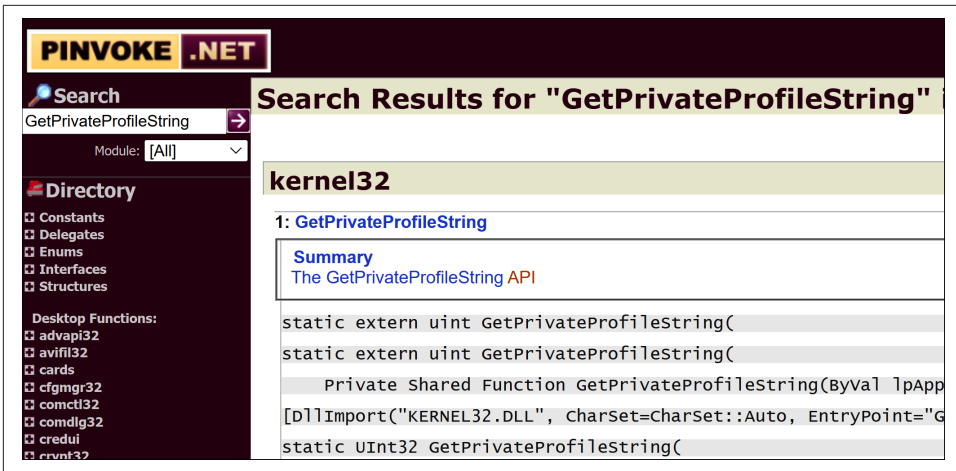 PINVOKE .NET
Search
GetPrivateProfileString
Module: [All]
Directory
Constants
Delegates
Enums
Interfaces
Structures
Desktop Functions:
advapi32
avifil32
cards
cfgmgr32
comctl32
comdlg32
credui
crypt32
Search Results for "GetPrivateProfileString" i
kernel32
1: GetPrivateProfileString
Summary
The GetPrivateProfileString API
static extern uint GetPrivateProfileString(
static extern uint GetPrivateProfileString(
Private Shared Function GetPrivateProfileString(ByVal lpApp
[DllImport("KERNEL32.DLL", CharSet=CharSet::Auto, EntryPoint="G
static UInt32 GetPrivateProfileString(